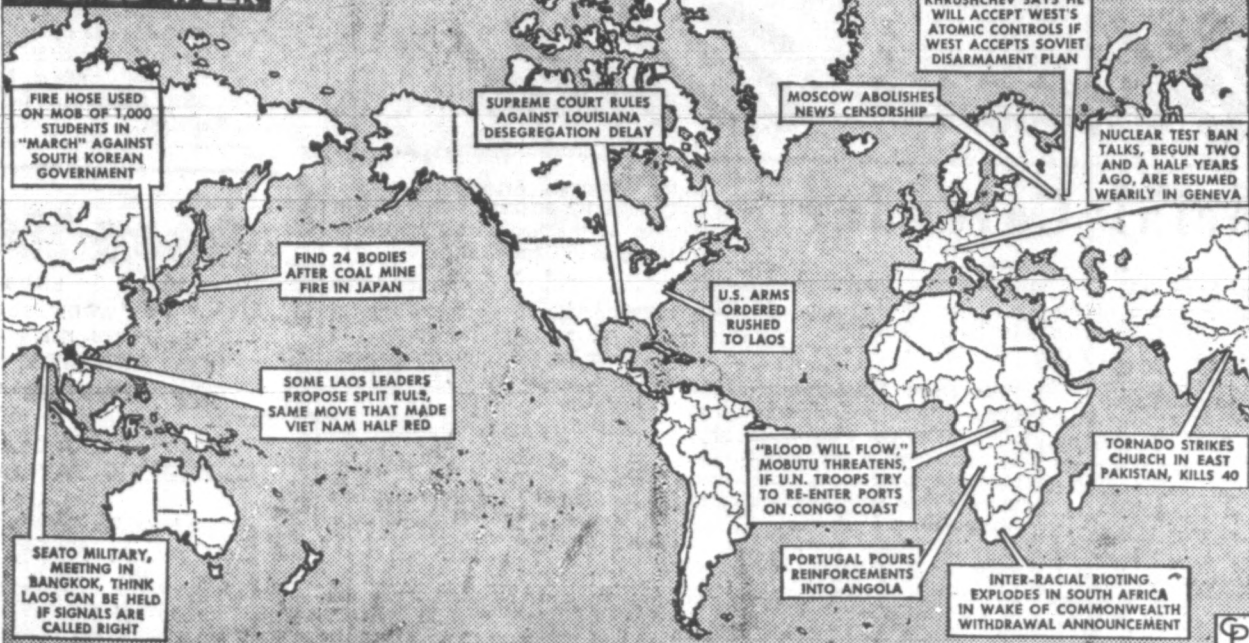 WEEK
KHRUSHCHEV SAYS HE
WILL ACCEPT WEST'S
ATOMIC CONTROLS IF
WEST ACCEPTS SOVIET
DISARMAMENT PLAN
FIRE HOSE USED
ON MOB OF 1,000
STUDENTS IN
"MARCH" AGAINST
SOUTH KOREAN
GOVERNMENT
SUPREME COURT RULES
AGAINST LOUISIANA
DESEGREGATION DELAY
MOSCOW ABOLISHES
NEWS CENSORSHIP
NUCLEAR TEST BAN
TALKS, BEGUN TWO
AND A HALF YEARS
AGO, ARE RESUMED
WEARILY IN GENEVA
FIND 24 BODIES
AFTER COAL MINE
FIRE IN JAPAN
U.S. ARMS
ORDERED
RUSHED
TO LAOS
SOME LAOS LEADERS
PROPOSE SPLIT RULE,
SAME MOVE THAT MADE
VIET NAM HALF RED
"BLOOD WILL FLOW,"
MOBUTU THREATENS,
IF U.N. TROOPS TRY
TO RE-ENTER PORTS
ON CONGO COAST
TORNADO STRIKES
CHURCH IN EAST
PAKISTAN, KILLS 40
SEATO MILITARY,
MEETING IN
BANGKOK, THINK
LAOS CAN BE HELD
IF SIGNALS ARE
CALLED RIGHT
PORTUGAL POURS
REINFORCEMENTS
INTO ANGOLA
INTER-RACIAL RIOTING
EXPLODES IN SOUTH AFRICA
IN WAKE OF COMMONWEALTH
WITHDRAWAL ANNOUNCEMENT
CP